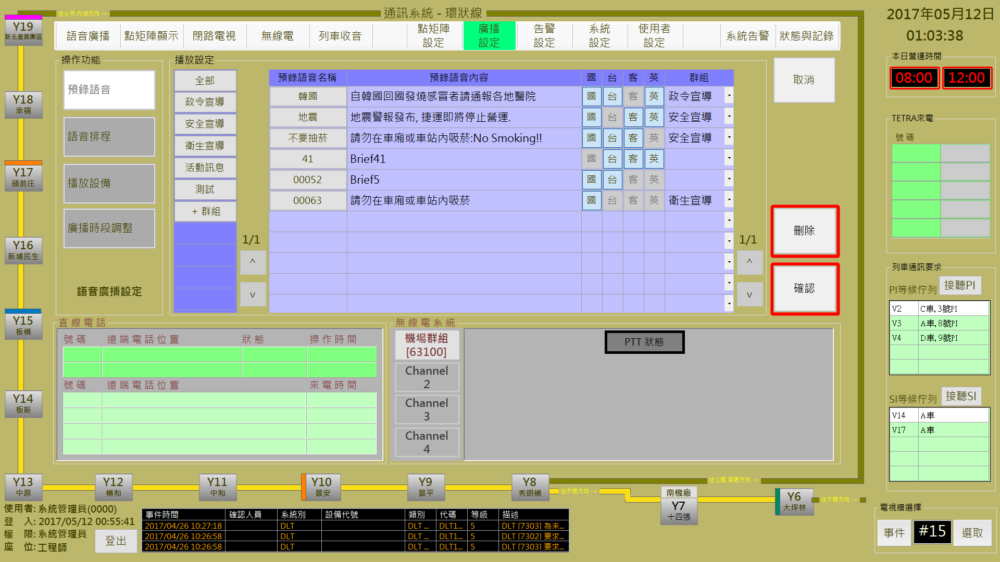 往士林,內湖方向 ->
通訊系統 - 環狀線
2017年05月12日
01:03:38
語音廣播
點矩陣顯示
閉路電視
無線電
列車收音
點矩陣
設定
廣播
設定
告警
設定
系統
設定
使用者
設定
系統告警
狀態與記錄
Y19
新北產業園區
Y18
幸福
Y17
頭前庄
Y16
新埔民生
Y15
板橋
Y14
板新
Y13
中原
操作功能
預錄語音
語音排程
播放設備
廣播時段調整
語音廣播設定
播放設定
全部
政令宣導
安全宣導
衛生宣導
活動訊息
測試
+ 群組
1/1
^
v
預錄語音名稱 預錄語音內容 國 台 客 英 群組
韓國 自韓國回國發燒感冒者請通報各地醫院 國 台 客 英 政令宣導
地震 地震警報發布, 捷運即將停止營運. 國 台 客 英 安全宣導
不要抽菸 請勿在車廂或車站內吸菸:No Smoking!! 國 台 客 英 安全宣導
41 Brief41 國 台 客 英
00052 Brief5 國 台 客 英
00063 請勿在車廂或車站內吸菸 國 台 客 英 衛生宣導
1/1
^
v
取消
刪除
確認
本日營運時間
08:00 12:00
TETRA來電
號 碼
列車通訊要求
PI等候佇列 接聽PI
V2 C車,3號PI
V3 A車,8號PI
V4 D車,9號PI
SI等候佇列 接聽SI
V14 A車
V17 A車
直 線 電 話
號 碼 遠 端 電 話 位 置 狀 態 操 作 時 間
號 碼 遠 端 電 話 位 置 來 電 時 間
無 線 電 系 統
機場群組
[63100]
Channel
2
Channel
3
Channel
4
PTT 狀態
Y12
橋和
Y11
中和
Y10
景安
Y9
景平
Y8
秀朗橋
往公館,信義方向 ->
往木柵方向 ->
南機廠
Y7
十四張
Y6
大坪林
往木柵方向 ->
使用者: 系統管理員(0000)
登 入: 2017/05/12 00:55:41
權 限: 系統管理員
座 位: 工程師
登出
事件時間 確認人員 系統別 設備代號 類別 代碼 等級 描述
2017/04/26 10:27:18 DLT DLT ... DLT1... 5 DLT [7303] 為未...
2017/04/26 10:26:58 DLT DLT ... DLT1... 5 DLT [7302] 要求...
2017/04/26 10:26:58 DLT DLT ... DLT1... 5 DLT [7303] 要求...
電視牆選擇
事件 #15 選取